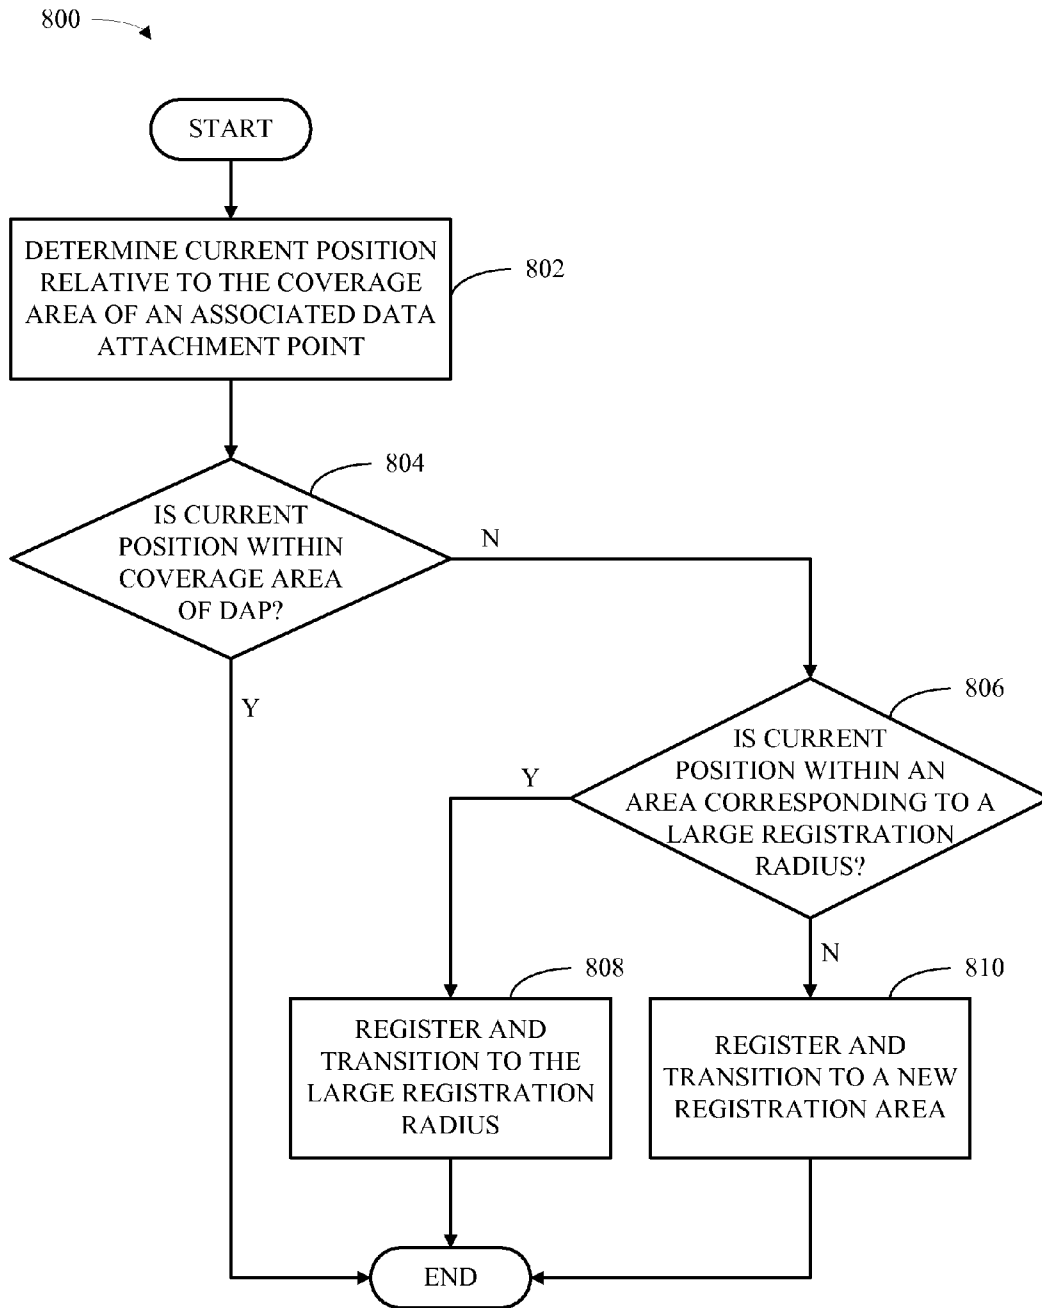 800
START
DETERMINE CURRENT POSITION
RELATIVE TO THE COVERAGE
AREA OF AN ASSOCIATED DATA
ATTACHMENT POINT
802
804
IS CURRENT
POSITION WITHIN
COVERAGE AREA
OF DAP?
N
Y
806
IS CURRENT
POSITION WITHIN AN
AREA CORRESPONDING TO A
LARGE REGISTRATION
RADIUS?
Y
N
808
REGISTER AND
TRANSITION TO THE
LARGE REGISTRATION
RADIUS
810
REGISTER AND
TRANSITION TO A NEW
REGISTRATION AREA
END